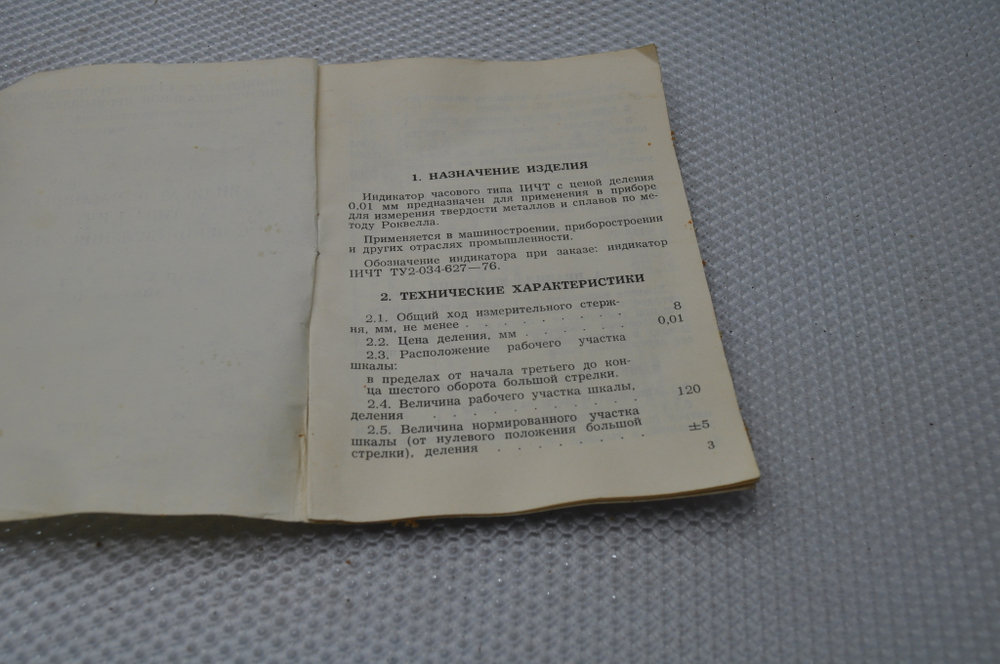 1. НАЗНАЧЕНИЕ ИЗДЕЛИЯ
Индикатор часового типа 1ИЧТ с ценой деления
0,01 мм предназначен для применения в приборе
для измерения твердости металлов и сплавов по ме-
тоду Роквелла.
Применяется в машиностроении, приборостроении
и других отраслях промышленности.
Обозначение индикатора при заказе: индикатор
1ИЧТ ТУ2-034-627—76.
2. ТЕХНИЧЕСКИЕ ХАРАКТЕРИСТИКИ
2.1. Общий ход измерительного стерж-
ня, мм, не менее . . . . . . . . . 8
2.2. Цена деления, мм . . . . . . 0,01
2.3. Расположение рабочего участка
шкалы:
в пределах от начала третьего до кон-
ца шестого оборота большой стрелки.
2.4. Величина рабочего участка шкалы,
деления . . . . . . . . . . . 120
2.5. Величина нормированного участка
шкалы (от нулевого положения большой
стрелки), деления . . . . . . . ±5
3